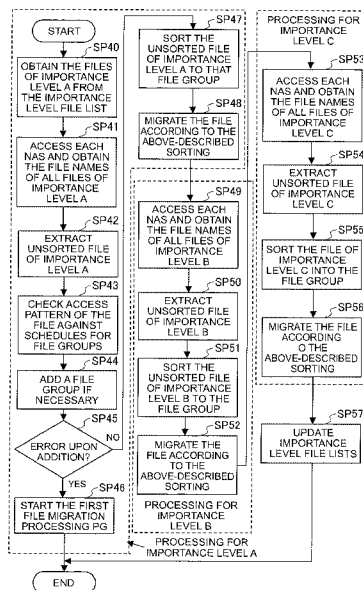 START
SP40
OBTAIN THE FILES
OF IMPORTANCE
LEVEL A FROM
THE IMPORTANCE
LEVEL FILE LIST
SP41
ACCESS EACH
NAS AND OBTAIN
THE FILE NAMES
OF ALL FILES OF
IMPORTANCE
LEVEL A
SP42
EXTRACT
UNSORTED FILE
OF IMPORTANCE
LEVEL A
SP43
CHECK ACCESS
PATTERN OF THE
FILE AGAINST
SCHEDULES FOR
FILE GROUPS
SP44
ADD A FILE
GROUP IF
NECESSARY
SP45
ERROR UPON
ADDITION?
NO
YES
SP46
START THE FIRST
FILE MIGRATION
PROCESSING PG
END
SP47
SORT THE
UNSORTED FILE
OF IMPORTANCE
LEVEL A TO THAT
FILE GROUP
SP48
MIGRATE THE FILE
ACCORDING TO THE
ABOVE-DESCRIBED
SORTING
SP49
ACCESS EACH
NAS AND OBTAIN
THE FILE NAMES
OF ALL FILES OF
IMPORTANCE
LEVEL B
SP50
EXTRACT
UNSORTED FILE
OF IMPORTANCE
LEVEL B
SP51
SORT THE
UNSORTED FILE
OF IMPORTANCE
LEVEL B TO THE
FILE GROUP
SP52
MIGRATE THE
FILE ACCORDING
TO THE
ABOVE-DESCRIBED
SORTING
PROCESSING FOR
IMPORTANCE
LEVEL B
PROCESSING FOR
IMPORTANCE LEVEL A
PROCESSING FOR
IMPORTANCE
LEVEL C
SP53
ACCESS EACH
NAS AND OBTAIN
THE FILE NAMES
OF ALL FILES OF
IMPORTANCE
LEVEL C
SP54
EXTRACT
UNSORTED FILE
OF IMPORTANCE
LEVEL C
SP55
SORT THE FILE OF
IMPORTANCE
LEVEL C INTO THE
FILE GROUP
SP56
MIGRATE THE FILE
ACCORDING
O THE
ABOVE-DESCRIBED
SORTING
SP57
UPDATE
IMPORTANCE
LEVEL FILE LISTS